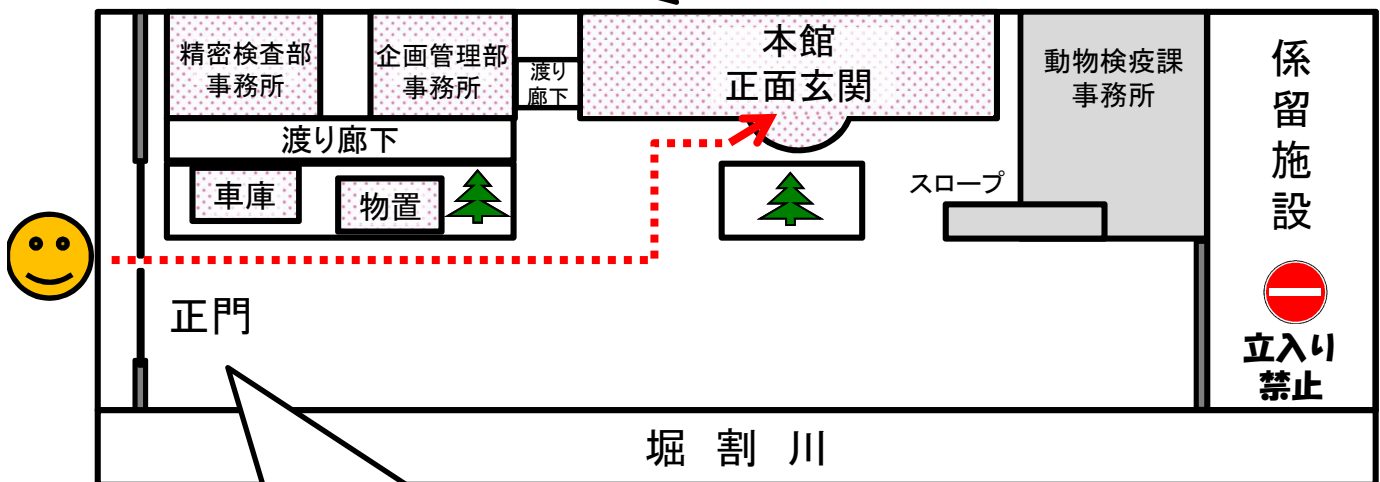 精密検査部
事務所
企画管理部
事務所
渡り
廊下
本館
正面玄関
動物検疫課
事務所
係留施設
渡り廊下
車庫
物置
スロープ
正門
立入り
禁止
堀割川